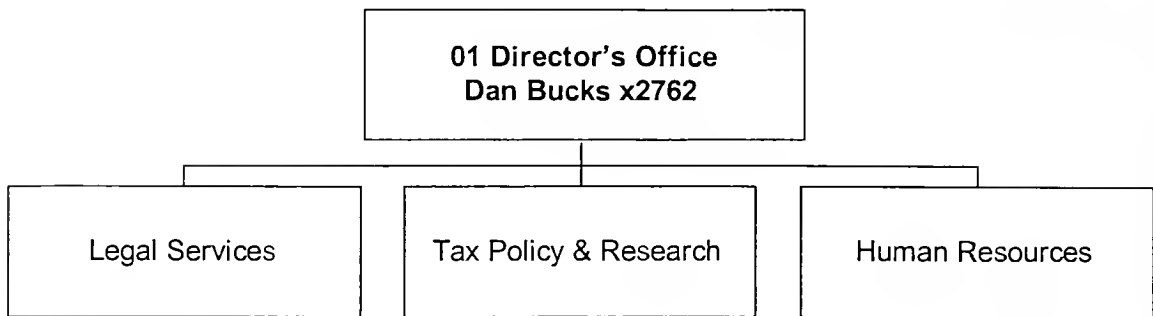 01 Director's Office
Dan Bucks x2762
Legal Services
Tax Policy & Research
Human Resources